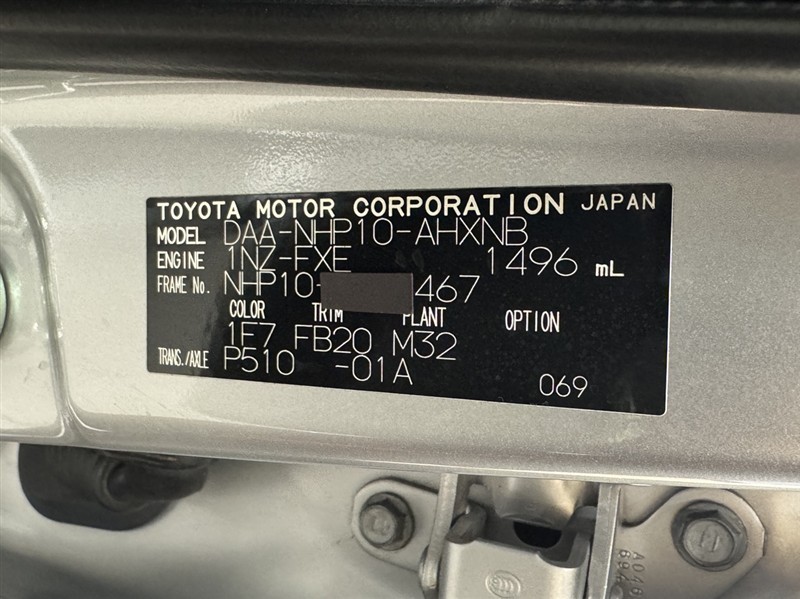 TOYOTA MOTOR CORPORATION JAPAN
MODEL DAA-NHP10-AHXNB
ENGINE 1NZ-FXE 1496 mL
FRAME No. NHP10- 467
COLOR TRIM PLANT OPTION
1F7 FB20 M32
TRANS./AXLE P510 -01A
069